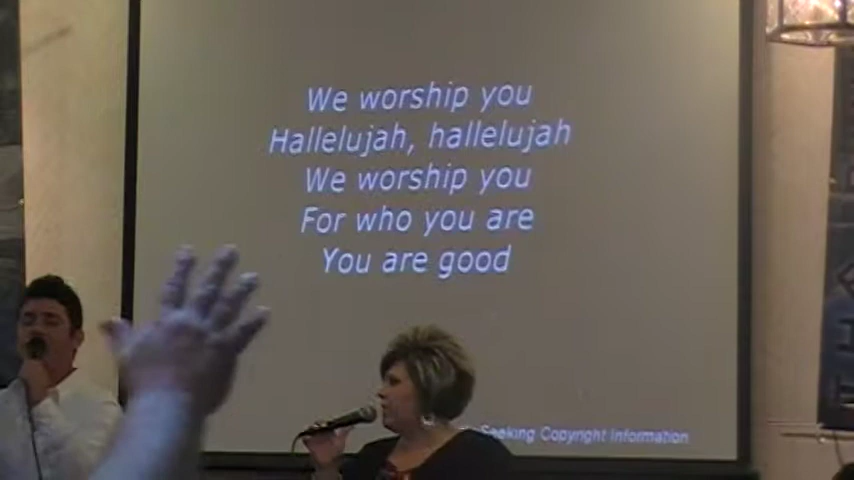 We worship you
Hallelujah, hallelujah
We worship you
For who you are
You are good
Seeking Copyright Information